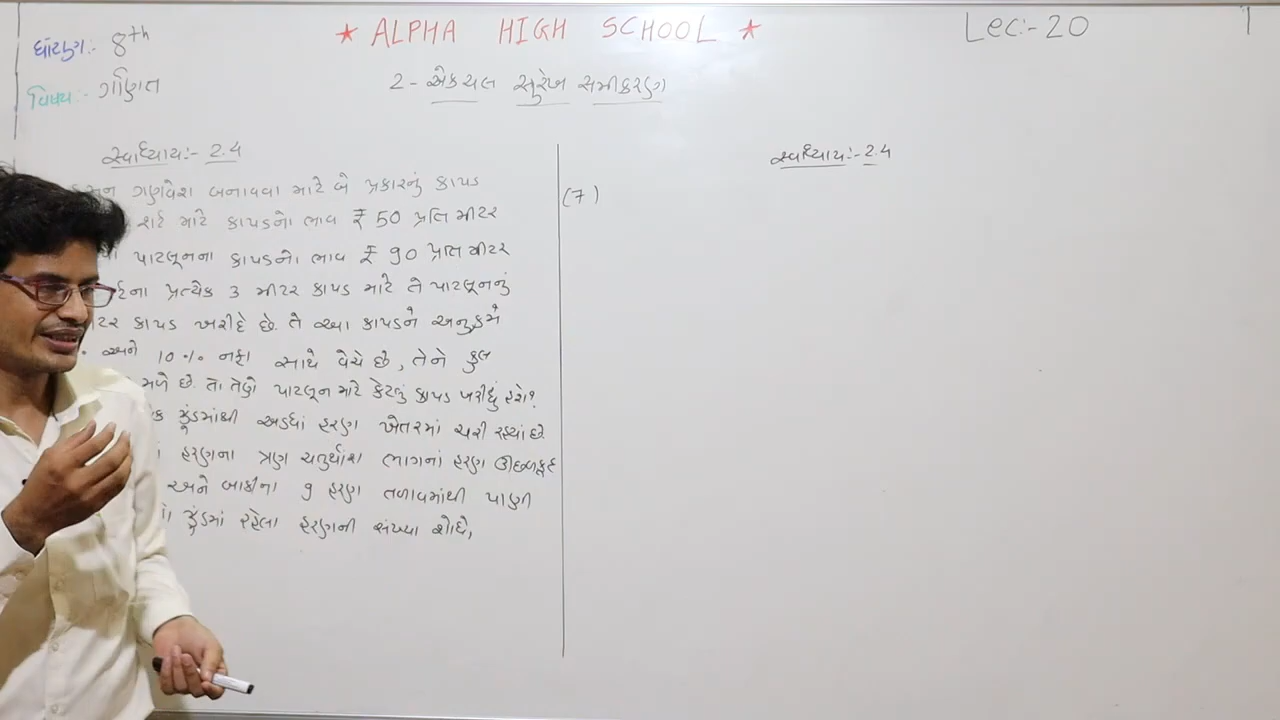 ધોરણ:- 8th
★ ALPHA HIGH SCHOOL ★
Lec:-20
વિષય:- ગણિત
2- એકચલ સુરેખ સમીકરણ
સ્વાધ્યાય:- 2.4
ગણવેશ બનાવવા માટે બે પ્રકારનું કાપડ
શર્ટ માટે કાપડનો ભાવ ₹ 50 પ્રતિ મીટર
પાટલૂનના કાપડનો ભાવ ₹ 90 પ્રતિ મીટર
પ્રત્યેક 3 મીટર કાપડ માટે તે પાટલૂનનું
કાપડ ખરીદે છે. તે આ કાપડને અનુક્રમે
અને 10% નફા સાથે વેચે છે, તેને કુલ
મળે છે. તો તેણે પાટલૂન માટે કેટલું કાપડ ખરીદ્યું હશે?
ઝુંડમાંથી અડધાં હરણ ખેતરમાં ચરી રહ્યાં છે.
હરણના ત્રણ ચતુર્થાંશ ભાગનાં હરણ ઊછળકૂદ
અને બાકીના 9 હરણ તળાવમાંથી પાણી
ઝુંડમાં રહેલા હરણની સંખ્યા શોધો,
સ્વાધ્યાય:- 2.4
(7)